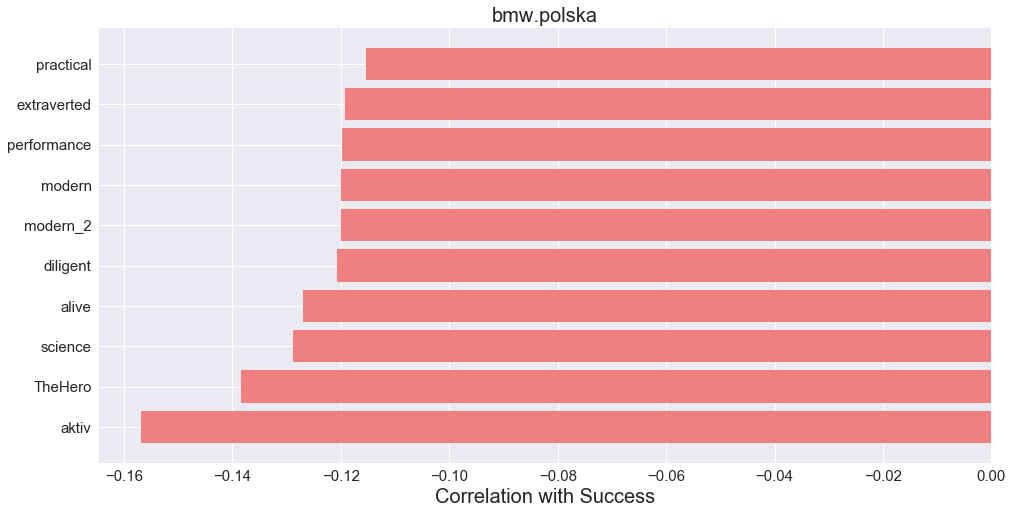 bmw.polska
practical
extraverted
performance
modern
modern_2
diligent
alive
science
TheHero
aktiv
−0.16 −0.14 −0.12 −0.10 −0.08 −0.06 −0.04 −0.02 0.00
Correlation with Success